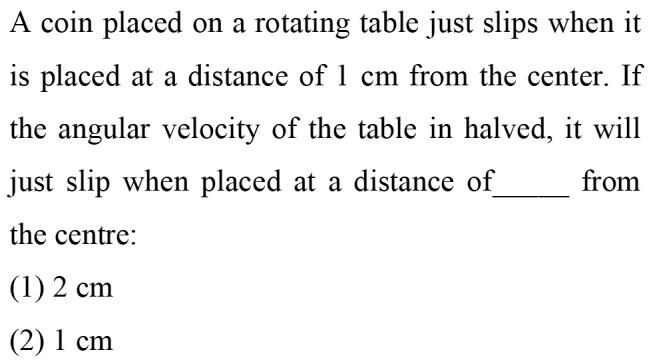 A coin placed on a rotating table just slips when it
is placed at a distance of 1 cm from the center. If
the angular velocity of the table in halved, it will
just slip when placed at a distance of_____ from
the centre:
(1) 2 cm
(2) 1 cm